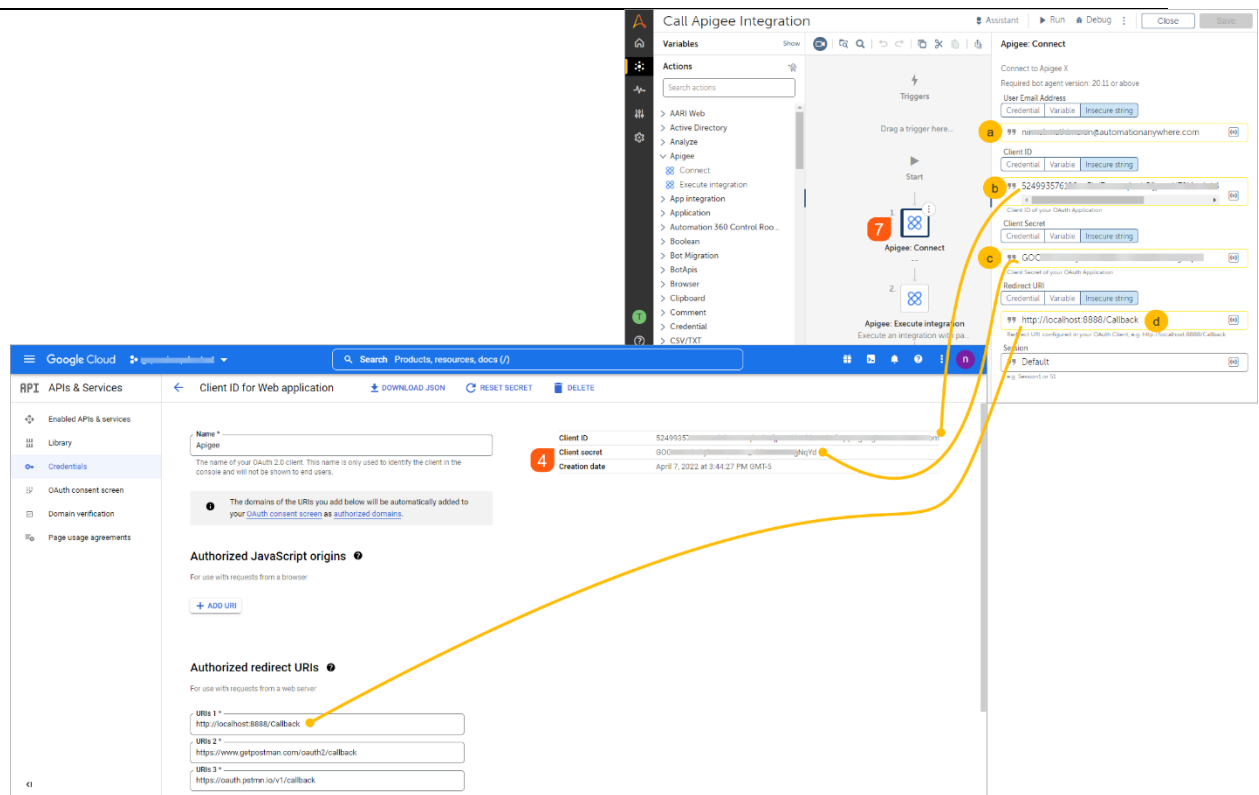 Call Apigee Integration
Assistant
Run
Debug
Close
Save
Variables
Show
Actions
Search actions
AARI Web
Active Directory
Analyze
Apigee
Connect
Execute integration
App integration
Application
Automation 360 Control Roo...
Boolean
Bot Migration
BotApis
Browser
Clipboard
Comment
Credential
CSV/TXT
T
Triggers
Drag a trigger here...
Start
1.
7
Apigee: Connect
--
2.
Apigee: Execute integration
Execute an integration with pa...
Apigee: Connect
Connect to Apigee X
Required bot agent version: 20.11 or above
User Email Address
Credential Variable Insecure string
a
@automationanywhere.com
Client ID
Credential Variable Insecure string
b
Client ID of your OAuth Application
Client Secret
Credential Variable Insecure string
c GOC
Client Secret of your OAuth Application
Redirect URI
Credential Variable Insecure string
http://localhost:8888/Callback d
Redirect URI configured in your OAuth Client, e.g. http://localhost:8888/Callback
Session
Default
e.g. Session1 or S1
Google Cloud
Search Products, resources, docs (/)
n
API APIs & Services
Client ID for Web application
DOWNLOAD JSON
RESET SECRET
DELETE
Enabled APIs & services
Library
Credentials
OAuth consent screen
Domain verification
Page usage agreements
Name *
Apigee
The name of your OAuth 2.0 client. This name is only used to identify the client in the
console and will not be shown to end users.
The domains of the URIs you add below will be automatically added to
your OAuth consent screen as authorized domains.
4
Client ID 5249935
Client secret GOC gNqYd
Creation date April 7, 2022 at 3:44:27 PM GMT-5
Authorized JavaScript origins
For use with requests from a browser
+ ADD URI
Authorized redirect URIs
For use with requests from a web server
URIs 1 *
http://localhost:8888/Callback
URIs 2 *
https://www.getpostman.com/oauth2/callback
URIs 3 *
https://oauth.pstmn.io/v1/callback